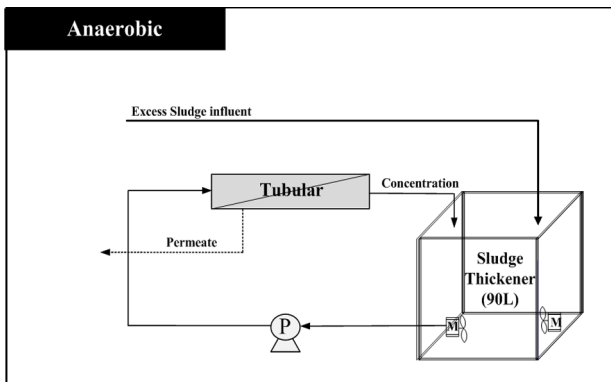 Anaerobic
Excess Sludge influent
Tubular
Concentration
Permeate
Sludge
Thickener
(90L)
P
M
M